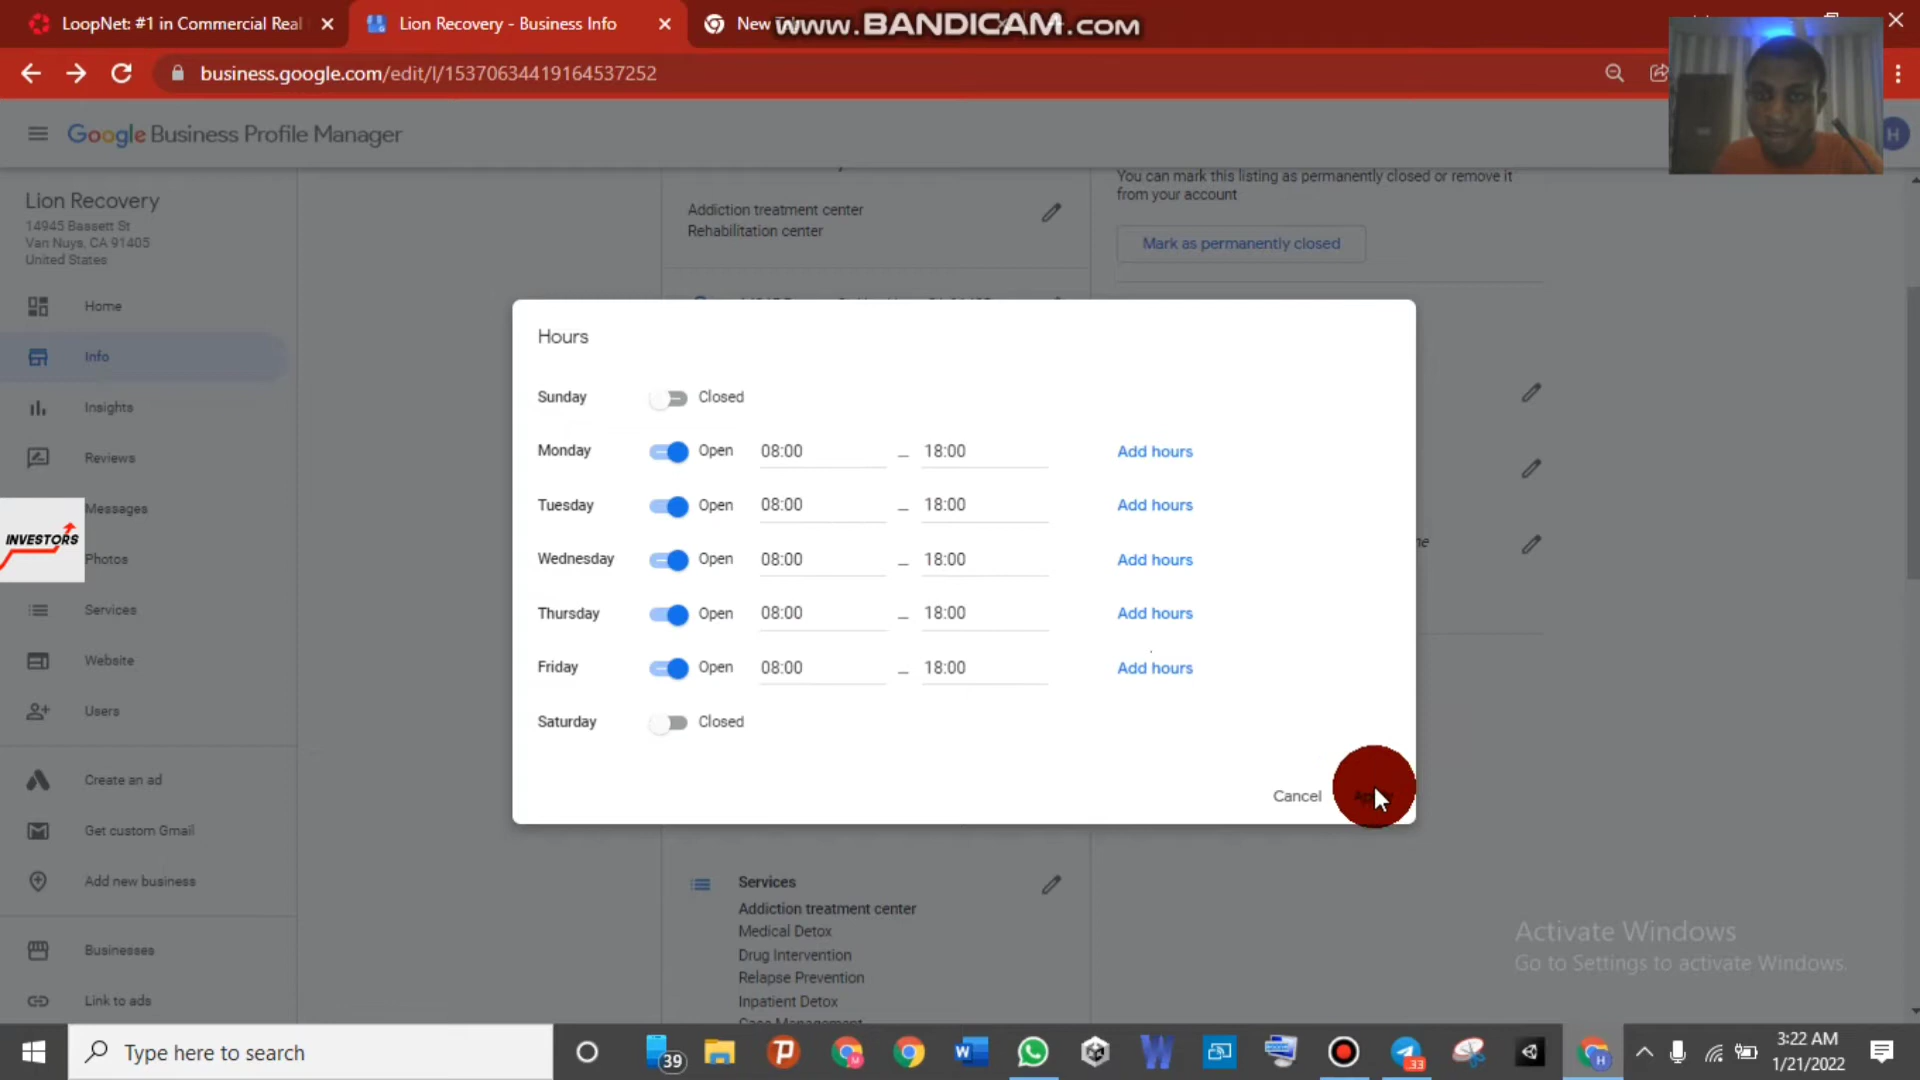 LoopNet: #1 in Commercial Real
Lion Recovery - Business Info
New
www.BANDICAM.com
business.google.com/edit/l/15370634419164537252
Google Business Profile Manager
H
Lion Recovery
14945 Bassett St
Van Nuys, CA 91405
United States
Home
Info
Insights
Reviews
Messages
Photos
Services
Website
Users
Create an ad
Get custom Gmail
Add new business
Businesses
Link to ads
INVESTORS
Addiction treatment center
Rehabilitation center
You can mark this listing as permanently closed or remove it
from your account
Mark as permanently closed
Hours
Sunday Closed
Monday Open 08:00 – 18:00 Add hours
Tuesday Open 08:00 – 18:00 Add hours
Wednesday Open 08:00 – 18:00 Add hours
Thursday Open 08:00 – 18:00 Add hours
Friday Open 08:00 – 18:00 Add hours
Saturday Closed
Cancel
Services
Addiction treatment center
Medical Detox
Drug Intervention
Relapse Prevention
Inpatient Detox
Activate Windows
Go to Settings to activate Windows.
Type here to search
39
33
3:22 AM
1/21/2022